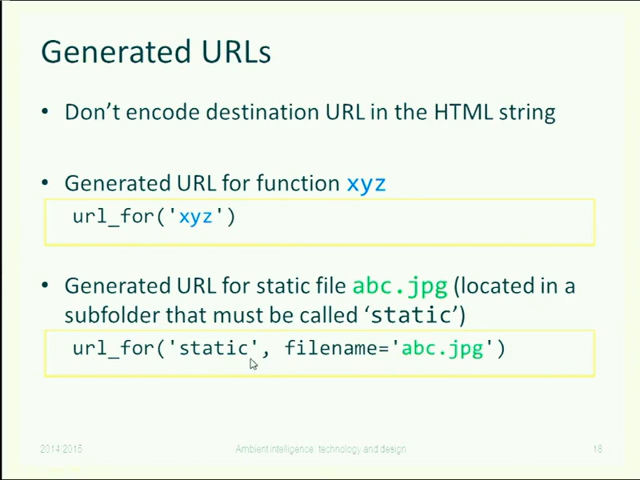 Generated URLs
• Don't encode destination URL in the HTML string
• Generated URL for function xyz
url_for('xyz')
• Generated URL for static file abc.jpg (located in a
subfolder that must be called ‘static’)
url_for('static', filename='abc.jpg')
2014/2015 Ambient intelligence: technology and design 18